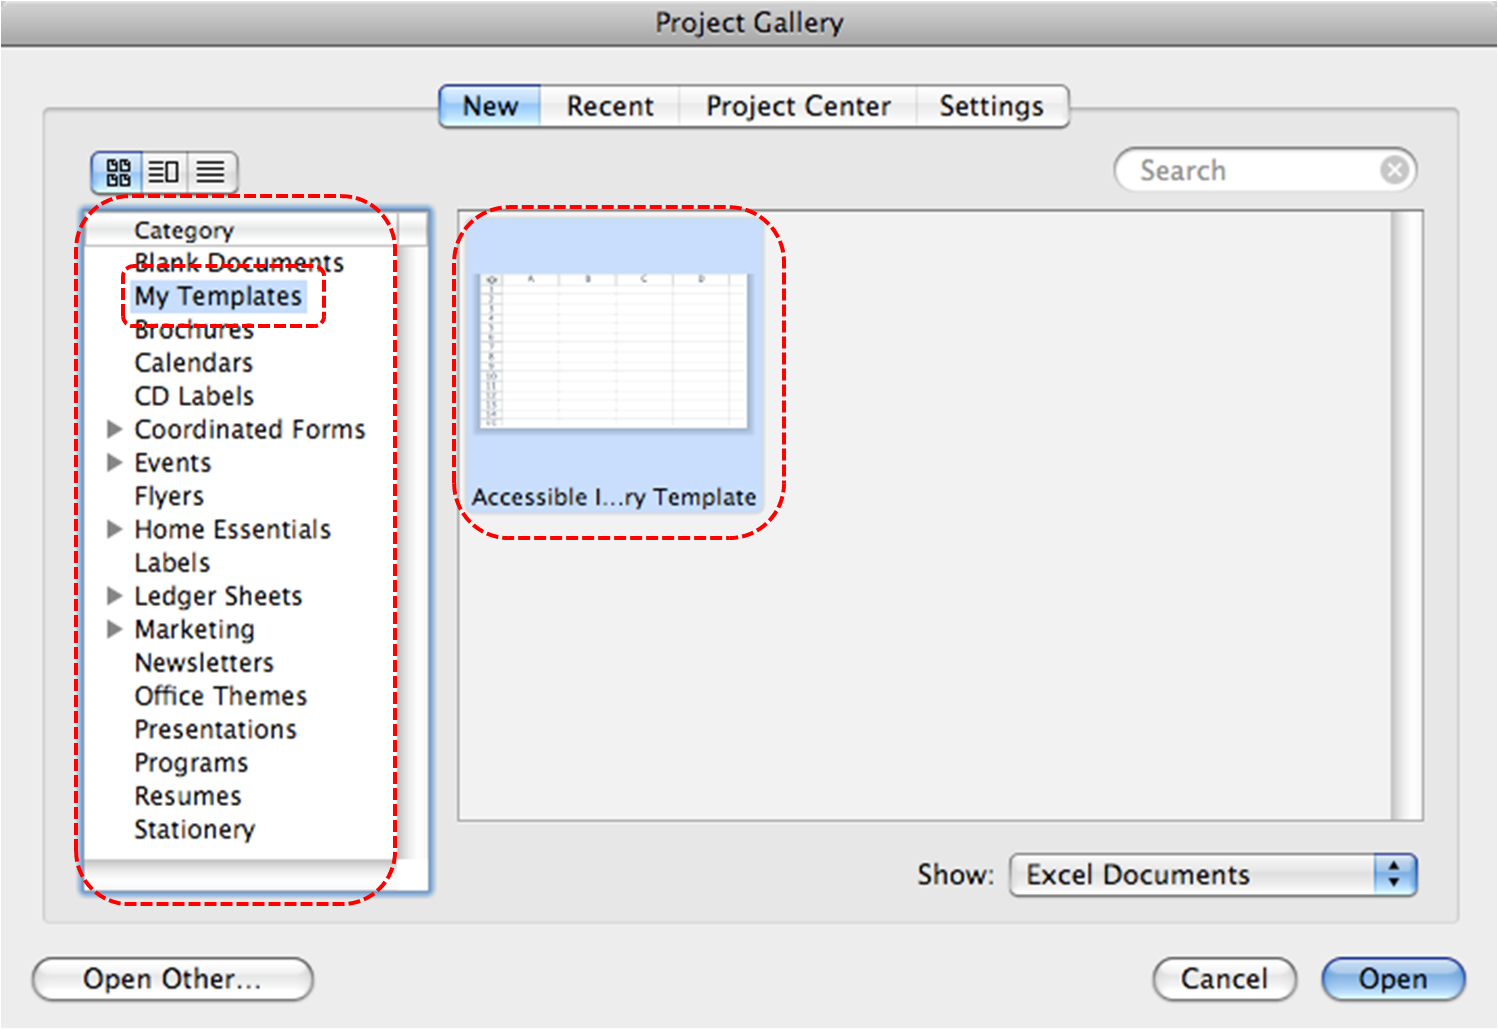 Project Gallery
New Recent Project Center Settings
Search
Category
Blank Documents
My Templates
Brochures
Calendars
CD Labels
Coordinated Forms
Events
Flyers
Home Essentials
Labels
Ledger Sheets
Marketing
Newsletters
Office Themes
Presentations
Programs
Resumes
Stationery
A B C D
Accessible I...ry Template
Show: Excel Documents
Open Other... Cancel Open